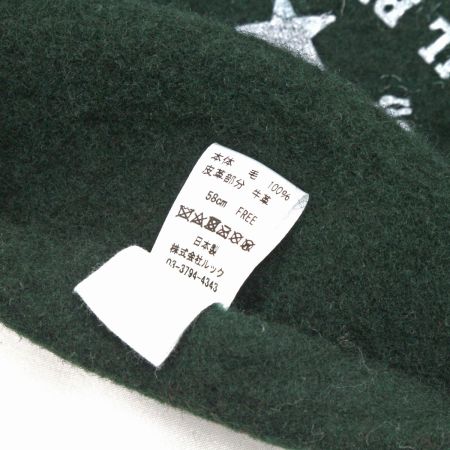 本体 毛 100%
皮革部分 牛革
58cm FREE
日本製
株式会社ルック
03-3794-4343